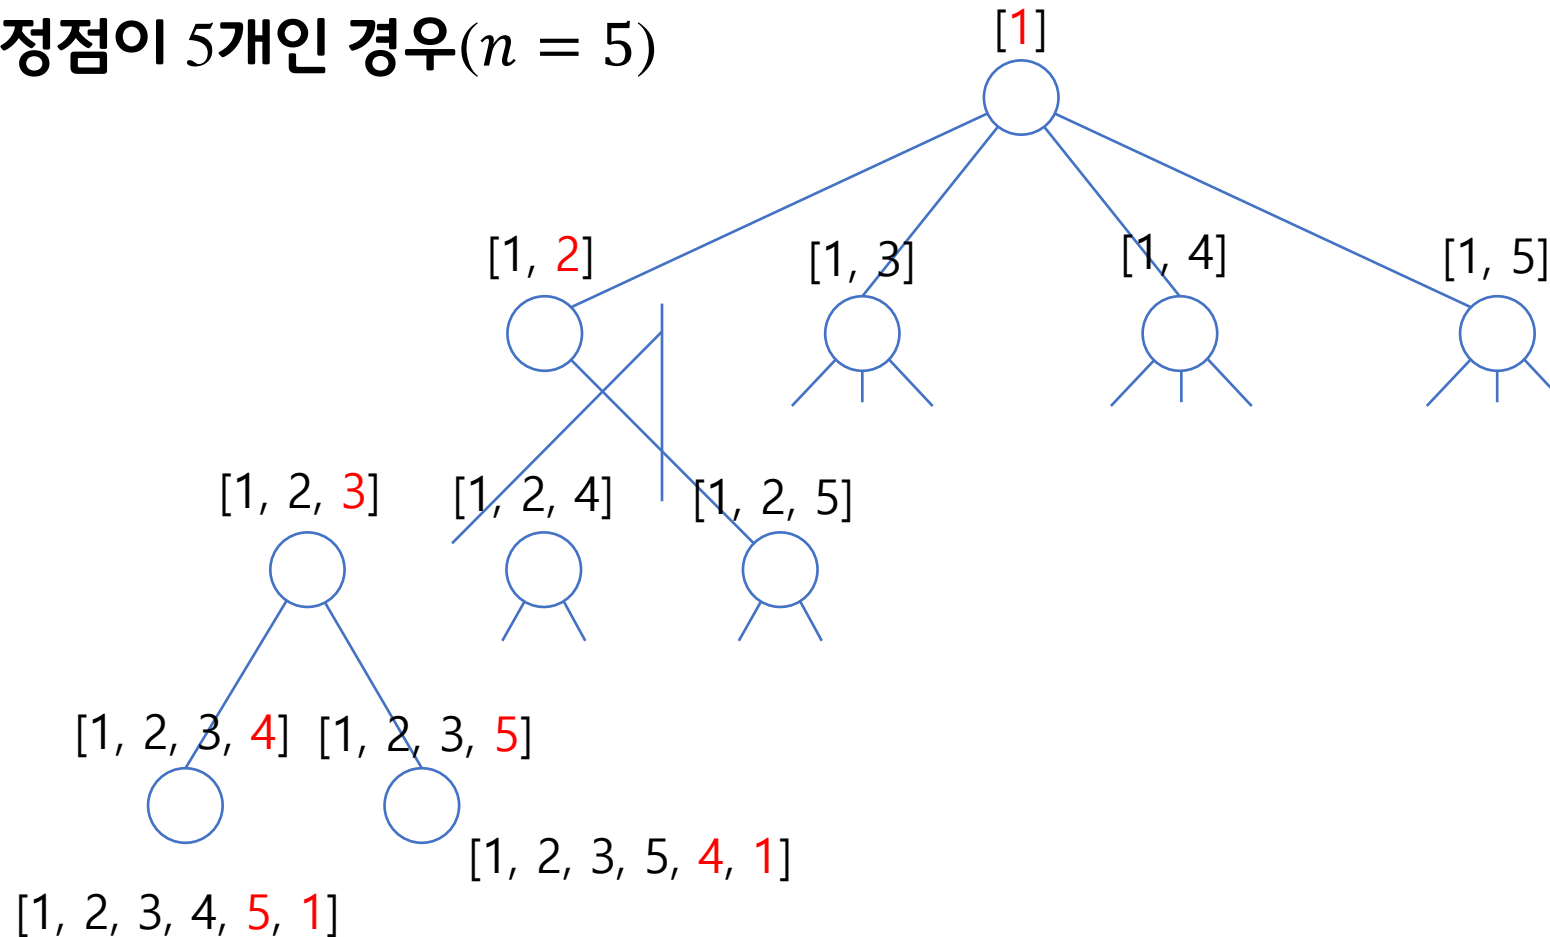 정점이 5개인 경우(n = 5)
[1]
[1, 2]
[1, 3]
[1, 4]
[1, 5]
[1, 2, 3]
[1, 2, 4]
[1, 2, 5]
[1, 2, 3, 4]
[1, 2, 3, 5]
[1, 2, 3, 5, 4, 1]
[1, 2, 3, 4, 5, 1]